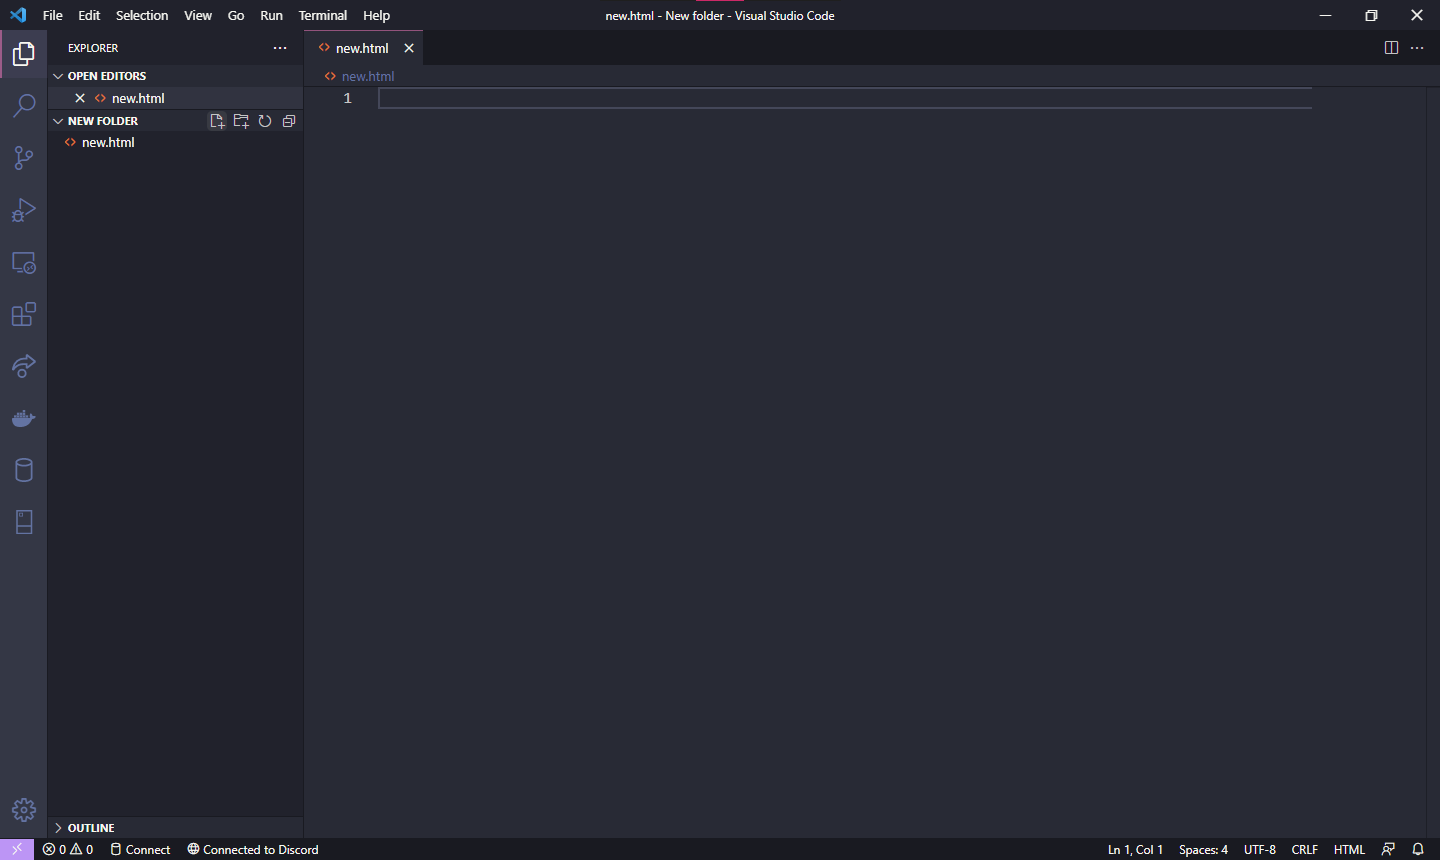 File Edit Selection View Go Run Terminal Help new.html - New folder - Visual Studio Code
EXPLORER
new.html
OPEN EDITORS
new.html
new.html
1
NEW FOLDER
new.html
OUTLINE
0 0 Connect Connected to Discord Ln 1, Col 1 Spaces: 4 UTF-8 CRLF HTML